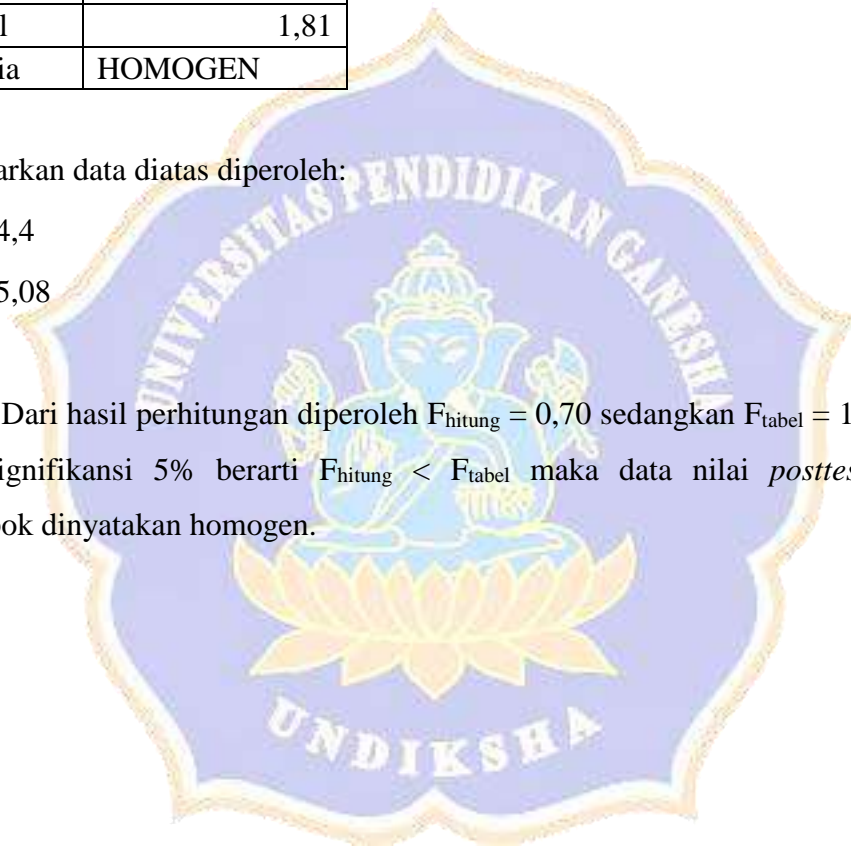 l 1,81
ia HOMOGEN
arkan data diatas diperoleh:
4,4
5,08
Dari hasil perhitungan diperoleh Fhitung = 0,70 sedangkan Ftabel = 1
ignifikansi 5% berarti Fhitung < Ftabel maka data nilai posttes
ok dinyatakan homogen.
UNIVERSITAS PENDIDIKAN GANESHA
UNDIKSHA